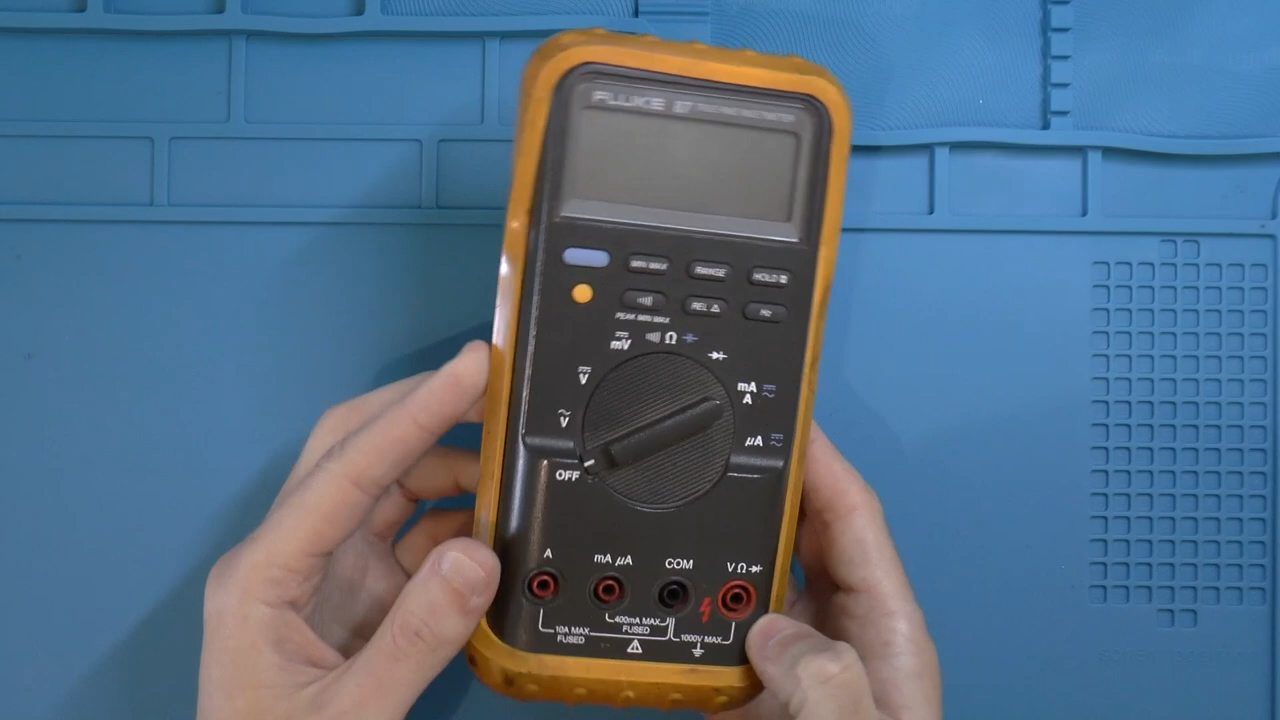 FLUKE 87
MIN MAX RANGE HOLD
REL △ Hz
PEAK MIN MAX
mV Ω
V
mA
A
V
µA
OFF
A mA µA COM V Ω
400mA MAX
FUSED
10A MAX
FUSED
1000V MAX